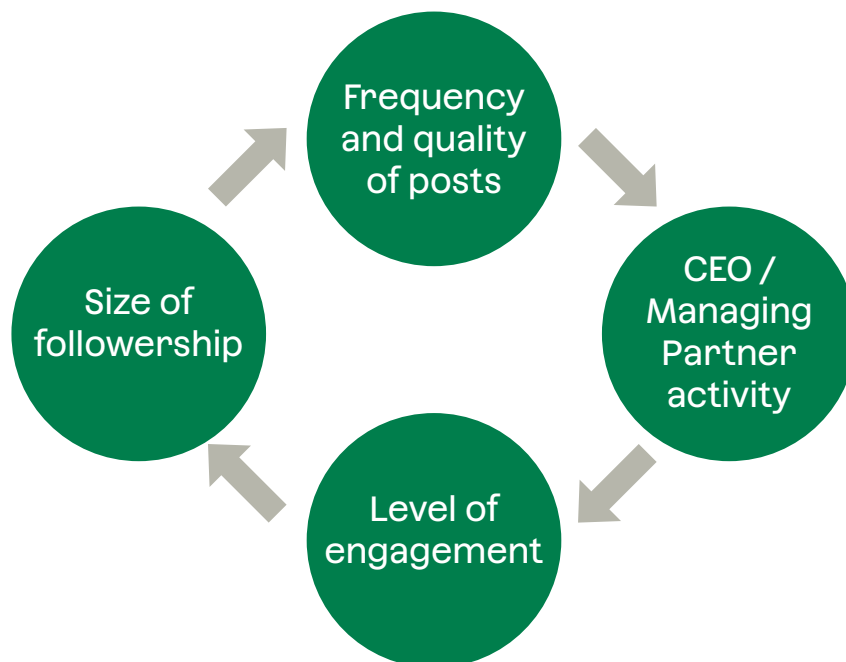 Frequency
and quality
of posts
CEO /
Managing
Partner
activity
Level of
engagement
Size of
followership